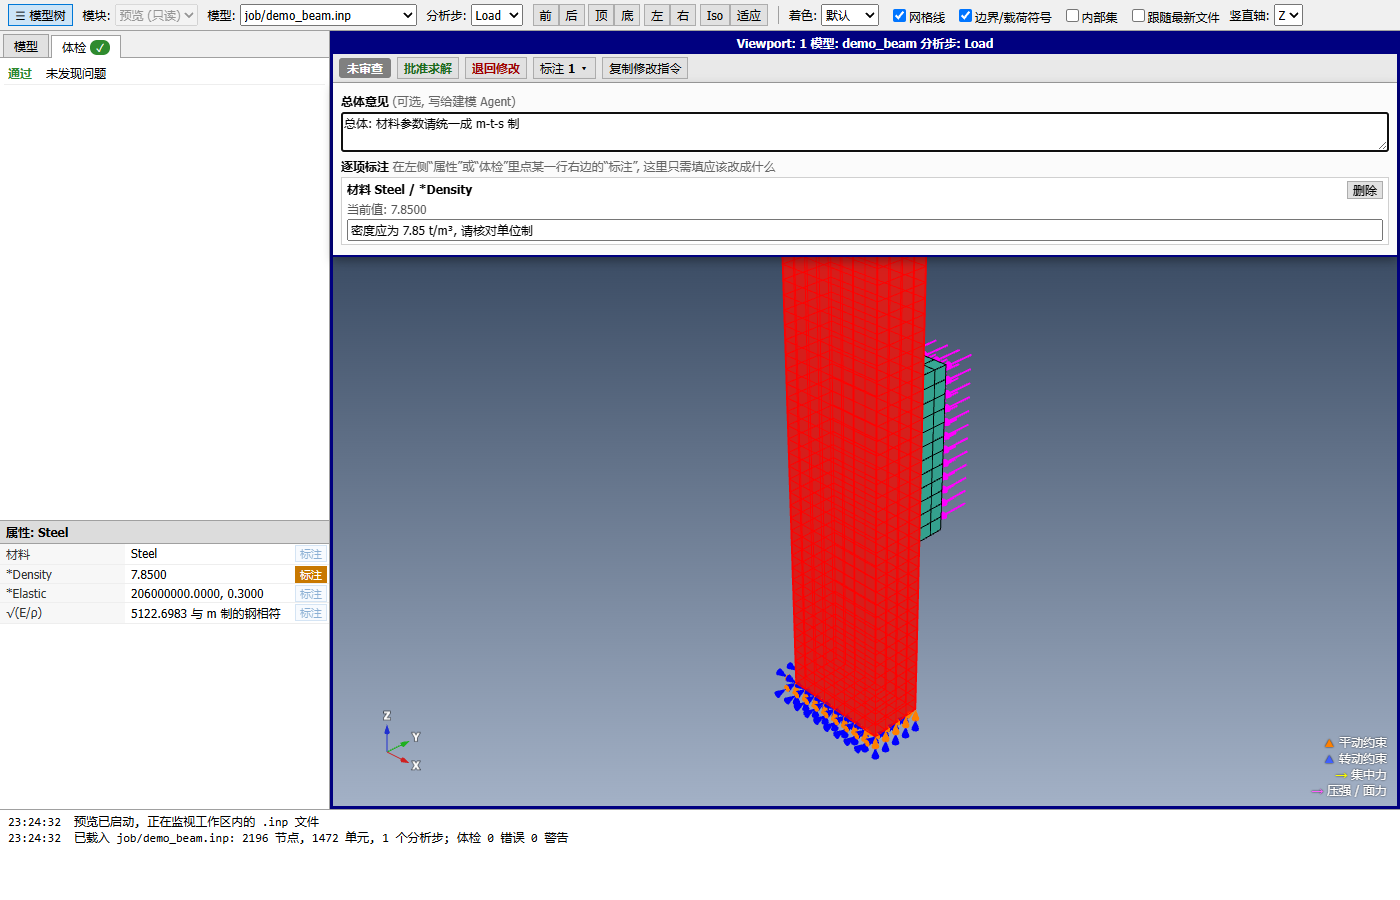 ☰ 模型树 模块: 预览 (只读) 模型: job/demo_beam.inp 分析步: Load 前 后 顶 底 左 右 Iso 适应 着色: 默认 网格线 边界/载荷符号 内部集 跟随最新文件 竖直轴: Z
模型 体检 ✓
通过 未发现问题
Viewport: 1 模型: demo_beam 分析步: Load
未审查 批准求解 退回修改 标注 1 复制修改指令
总体意见 (可选, 写给建模 Agent)
总体: 材料参数请统一成 m-t-s 制
逐项标注 在左侧“属性”或“体检”里点某一行右边的“标注”, 这里只需填应该改成什么
材料 Steel / *Density 删除
当前值: 7.8500
密度应为 7.85 t/m³, 请核对单位制
属性: Steel
材料 Steel 标注
*Density 7.8500 标注
*Elastic 206000000.0000, 0.3000 标注
√(E/ρ) 5122.6983 与 m 制的钢相符 标注
Z
Y
X
平动约束
转动约束
→ 集中力
⇒ 压强 / 面力
23:24:32 预览已启动, 正在监视工作区内的 .inp 文件
23:24:32 已载入 job/demo_beam.inp: 2196 节点, 1472 单元, 1 个分析步; 体检 0 错误 0 警告